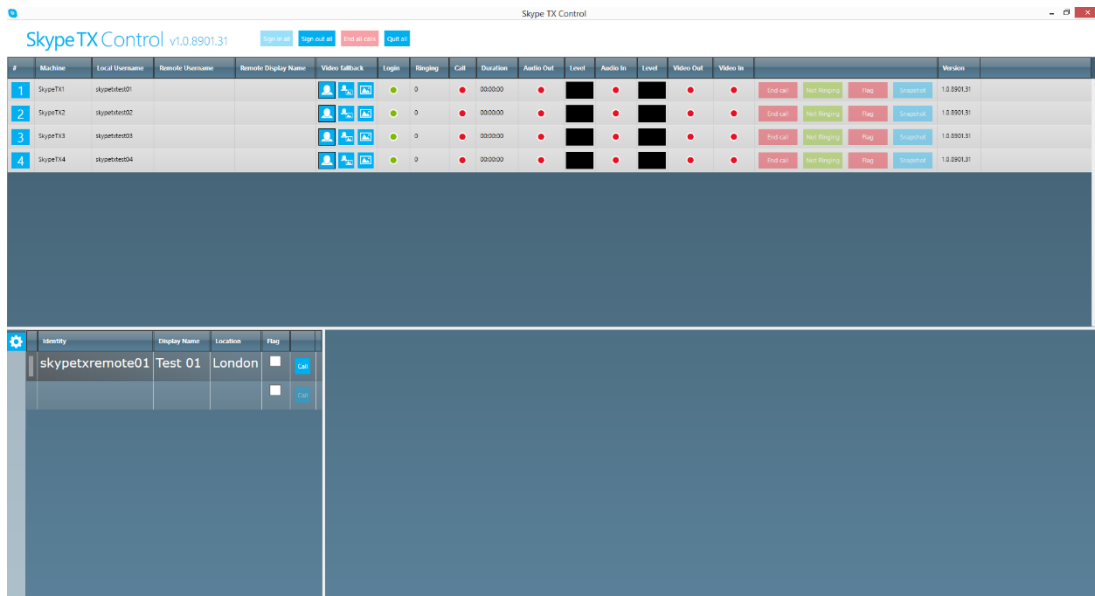 Skype TX Control
Skype TX Control v1.0.8901.31 Sign in all Sign out all End all calls Quit all
# Machine Local Username Remote Username Remote Display Name Video fallback Login Ringing Call Duration Audio Out Level Audio In Level Video Out Video In Version
1 SkypeTX1 skypetxtest01 0 00:00:00 End call Not Ringing Flag Snapshot 1.0.8901.31
2 SkypeTX2 skypetxtest02 0 00:00:00 End call Not Ringing Flag Snapshot 1.0.8901.31
3 SkypeTX3 skypetxtest03 0 00:00:00 End call Not Ringing Flag Snapshot 1.0.8901.31
4 SkypeTX4 skypetxtest04 0 00:00:00 End call Not Ringing Flag Snapshot 1.0.8901.31
Identity Display Name Location Flag
skypetxremote01 Test 01 London Call
Call